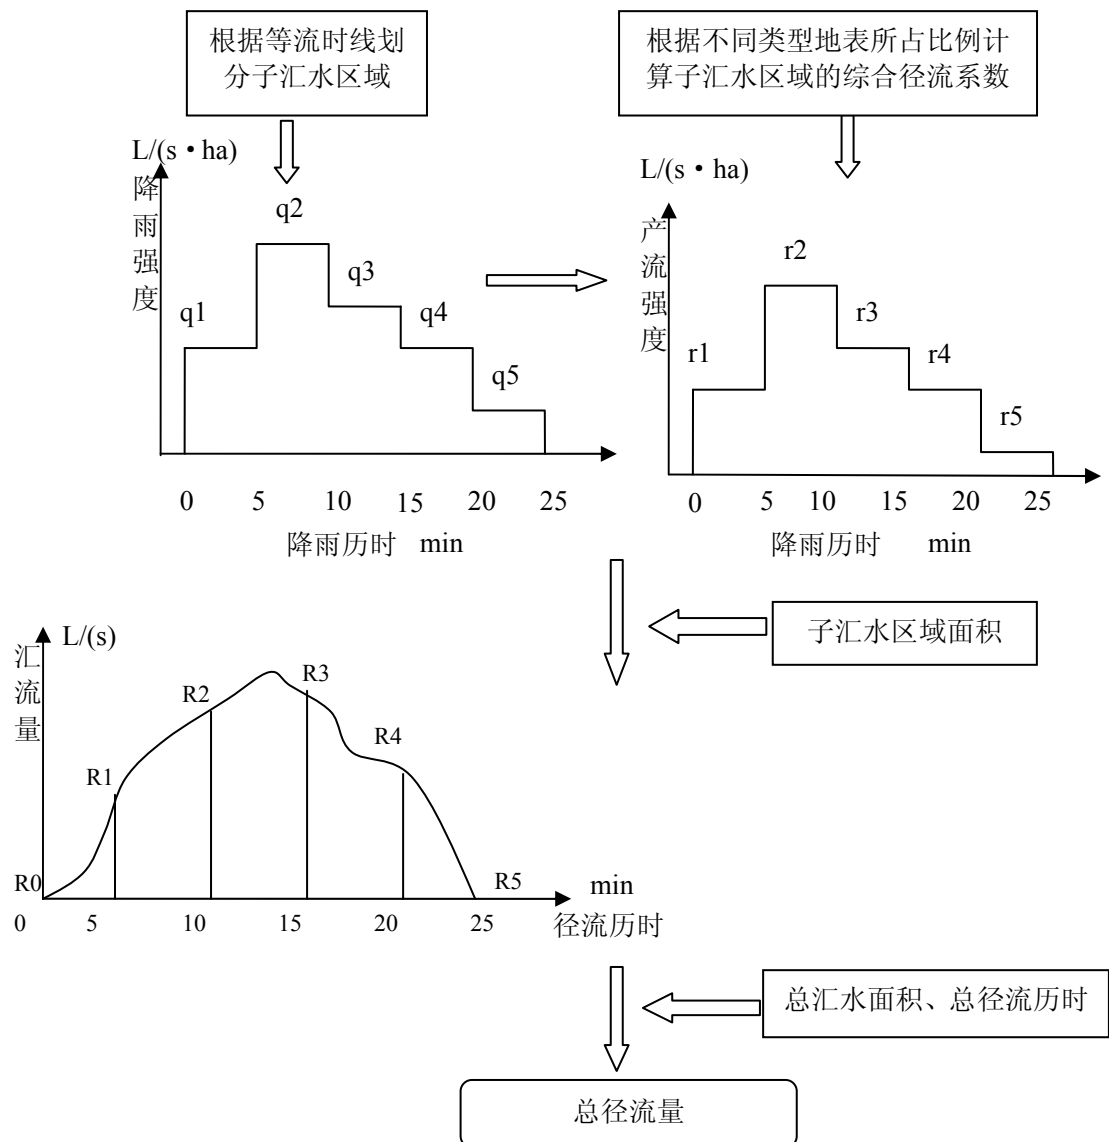 根据等流时线划
分子汇水区域
根据不同类型地表所占比例计
算子汇水区域的综合径流系数
L/(s·ha)
降雨强度
q1
q2
q3
q4
q5
0 5 10 15 20 25
降雨历时 min
L/(s·ha)
产流强度
r1
r2
r3
r4
r5
0 5 10 15 20 25
降雨历时 min
子汇水区域面积
L/(s)
汇流量
R0
R1
R2
R3
R4
R5
min
0 5 10 15 20 25
径流历时
总汇水面积、总径流历时
总径流量